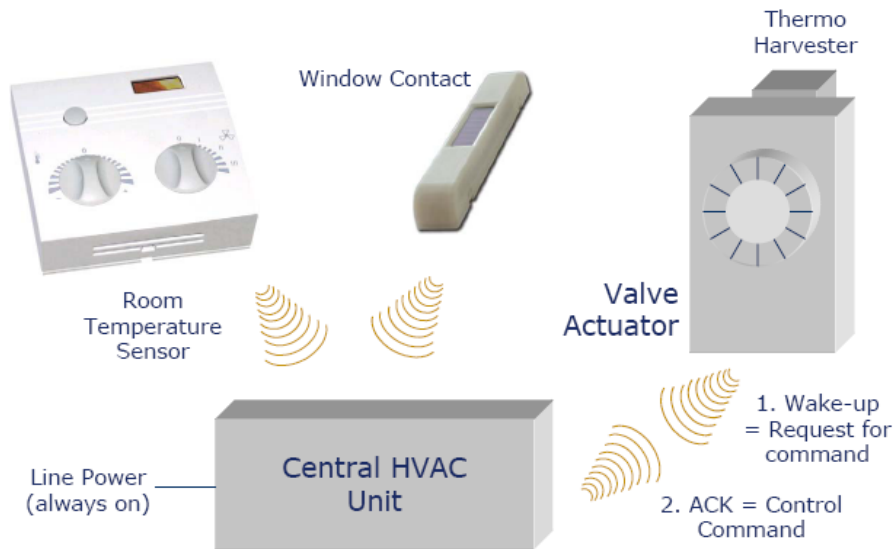 Thermo
Harvester
Window Contact
Room
Temperature
Sensor
Valve
Actuator
1. Wake-up
= Request for
command
Line Power
(always on)
Central HVAC
Unit
2. ACK = Control
Command